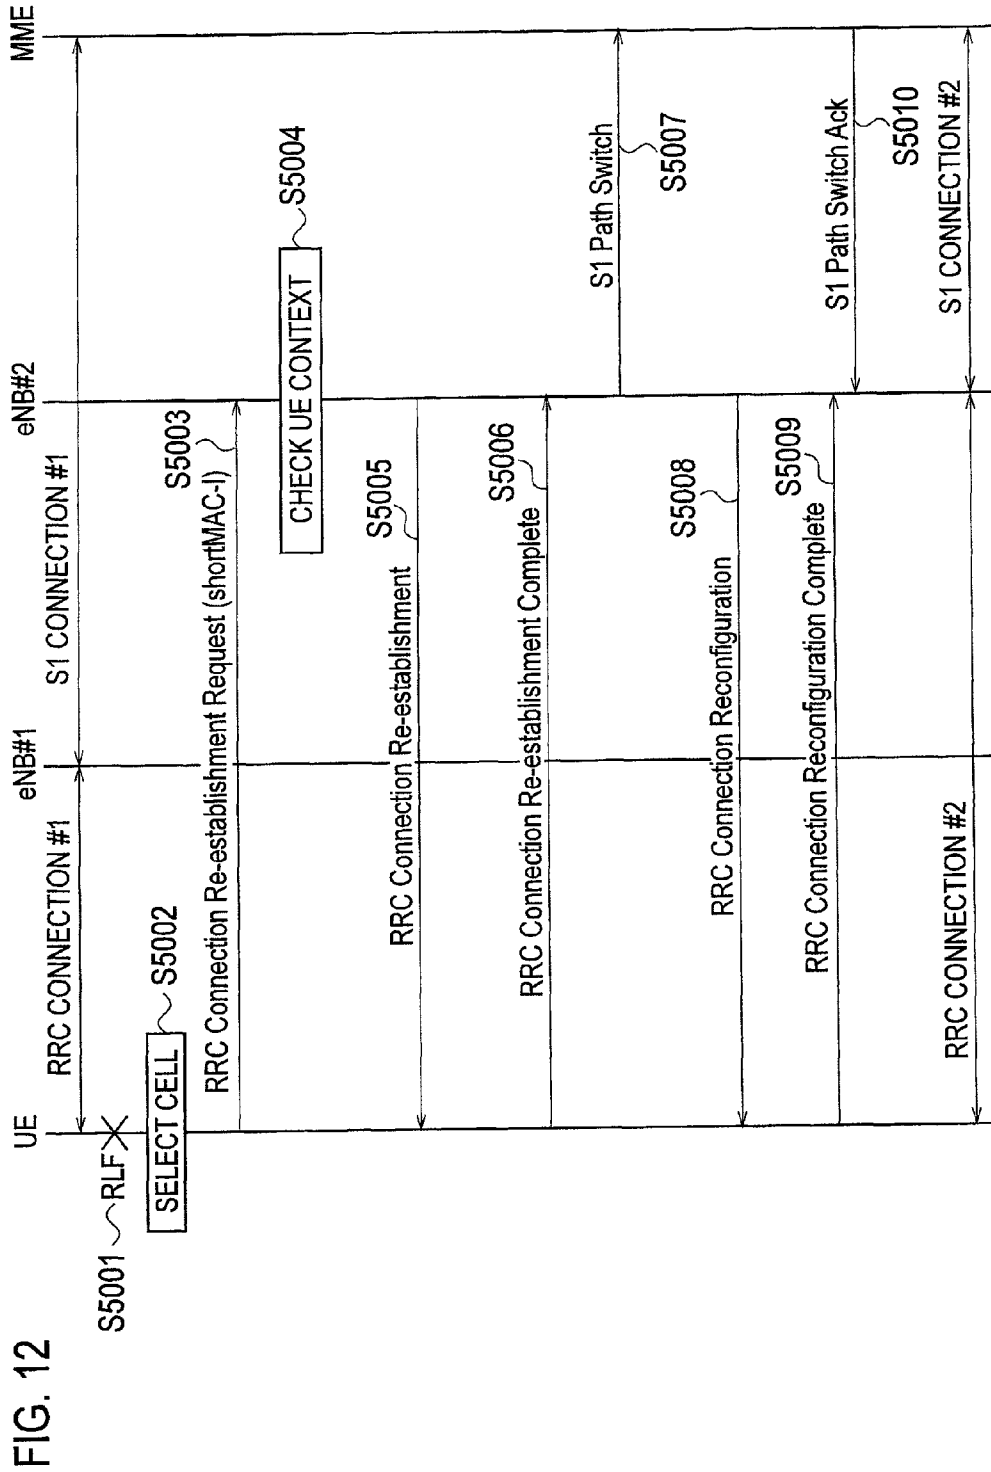 FIG. 12
UE
eNB#1
eNB#2
MME
RRC CONNECTION #1
S1 CONNECTION #1
S5001
RLF
SELECT CELL
S5002
RRC Connection Re-establishment Request (shortMAC-I)
S5003
CHECK UE CONTEXT
S5004
RRC Connection Re-establishment
S5005
RRC Connection Re-establishment Complete
S5006
S1 Path Switch
S5007
RRC Connection Reconfiguration
S5008
RRC Connection Reconfiguration Complete
S5009
S1 Path Switch Ack
S5010
RRC CONNECTION #2
S1 CONNECTION #2